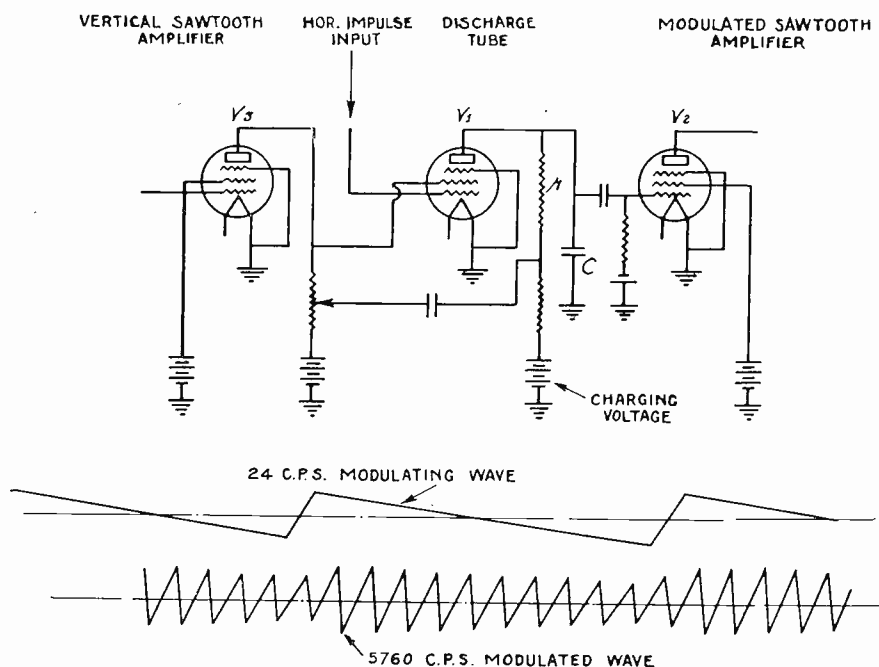 VERTICAL SAWTOOTH
AMPLIFIER
HOR. IMPULSE
INPUT
DISCHARGE
TUBE
MODULATED SAWTOOTH
AMPLIFIER
V3
V1
V2
C
CHARGING
VOLTAGE
24 C.P.S. MODULATING WAVE
5760 C.P.S. MODULATED WAVE